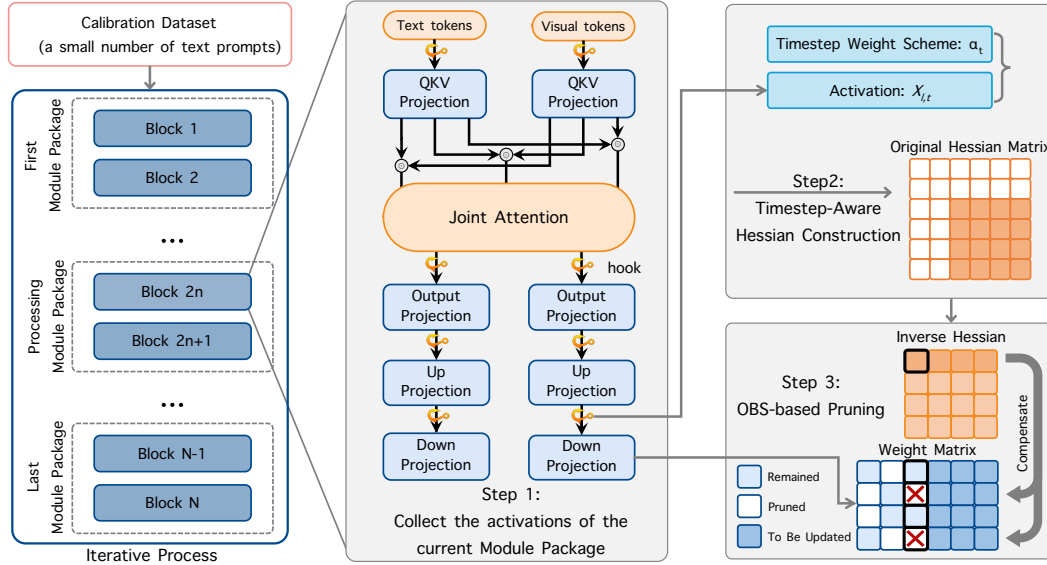 Calibration Dataset
(a small number of text prompts)
First
Module Package
Block 1
Block 2
...
Processing
Module Package
Block 2n
Block 2n+1
...
Last
Module Package
Block N-1
Block N
Iterative Process
Text tokens
Visual tokens
QKV
Projection
QKV
Projection
Joint Attention
hook
Output
Projection
Output
Projection
Up
Projection
Up
Projection
Down
Projection
Down
Projection
Step 1:
Collect the activations of the
current Module Package
Timestep Weight Scheme: αt
Activation: Xl,t
Original Hessian Matrix
Step2:
Timestep-Aware
Hessian Construction
Inverse Hessian
Step 3:
OBS-based Pruning
Compensate
Weight Matrix
Remained
Pruned
To Be Updated